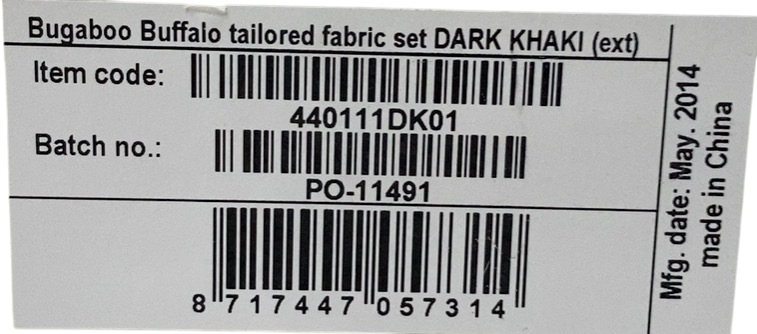 Bugaboo Buffalo tailored fabric set DARK KHAKI (ext)
Item code:
440111DK01
Batch no.:
PO-11491
8 717447 057314
Mfg. date: May. 2014
made in China